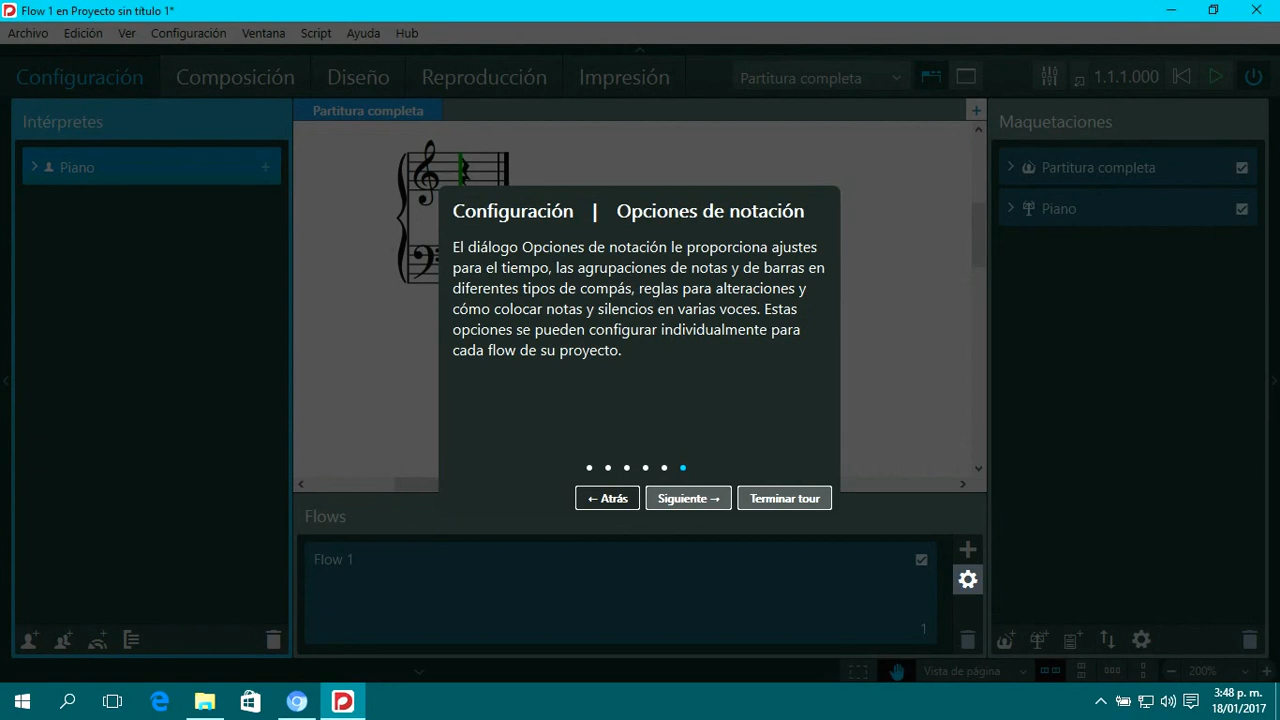 Flow 1 en Proyecto sin título 1*
Archivo Edición Ver Configuración Ventana Script Ayuda Hub
Configuración Composición Diseño Reproducción Impresión Partitura completa 1.1.1.000
Intérpretes
Partitura completa
Maquetaciones
Piano
Partitura completa
Piano
Configuración | Opciones de notación
El diálogo Opciones de notación le proporciona ajustes
para el tiempo, las agrupaciones de notas y de barras en
diferentes tipos de compás, reglas para alteraciones y
cómo colocar notas y silencios en varias voces. Estas
opciones se pueden configurar individualmente para
cada flow de su proyecto.
← Atrás Siguiente → Terminar tour
Flows
Flow 1
1
Vista de página
200%
3:48 p. m.
18/01/2017